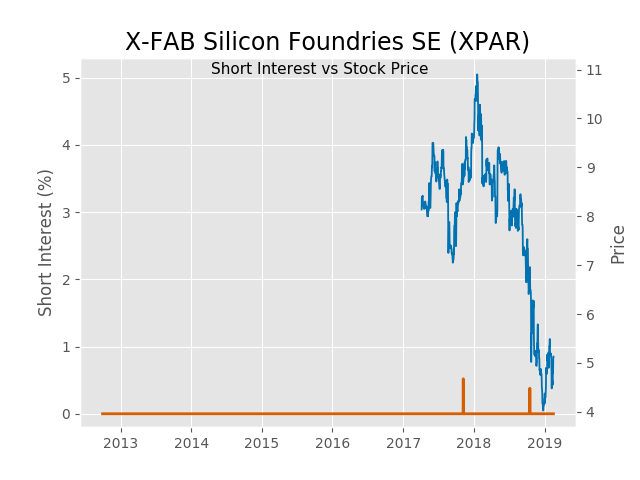 X-FAB Silicon Foundries SE (XPAR)
Short Interest vs Stock Price
Short Interest (%)
5
4
3
2
1
0
11
10
9
8
7
6
5
4
Price
2013 2014 2015 2016 2017 2018 2019